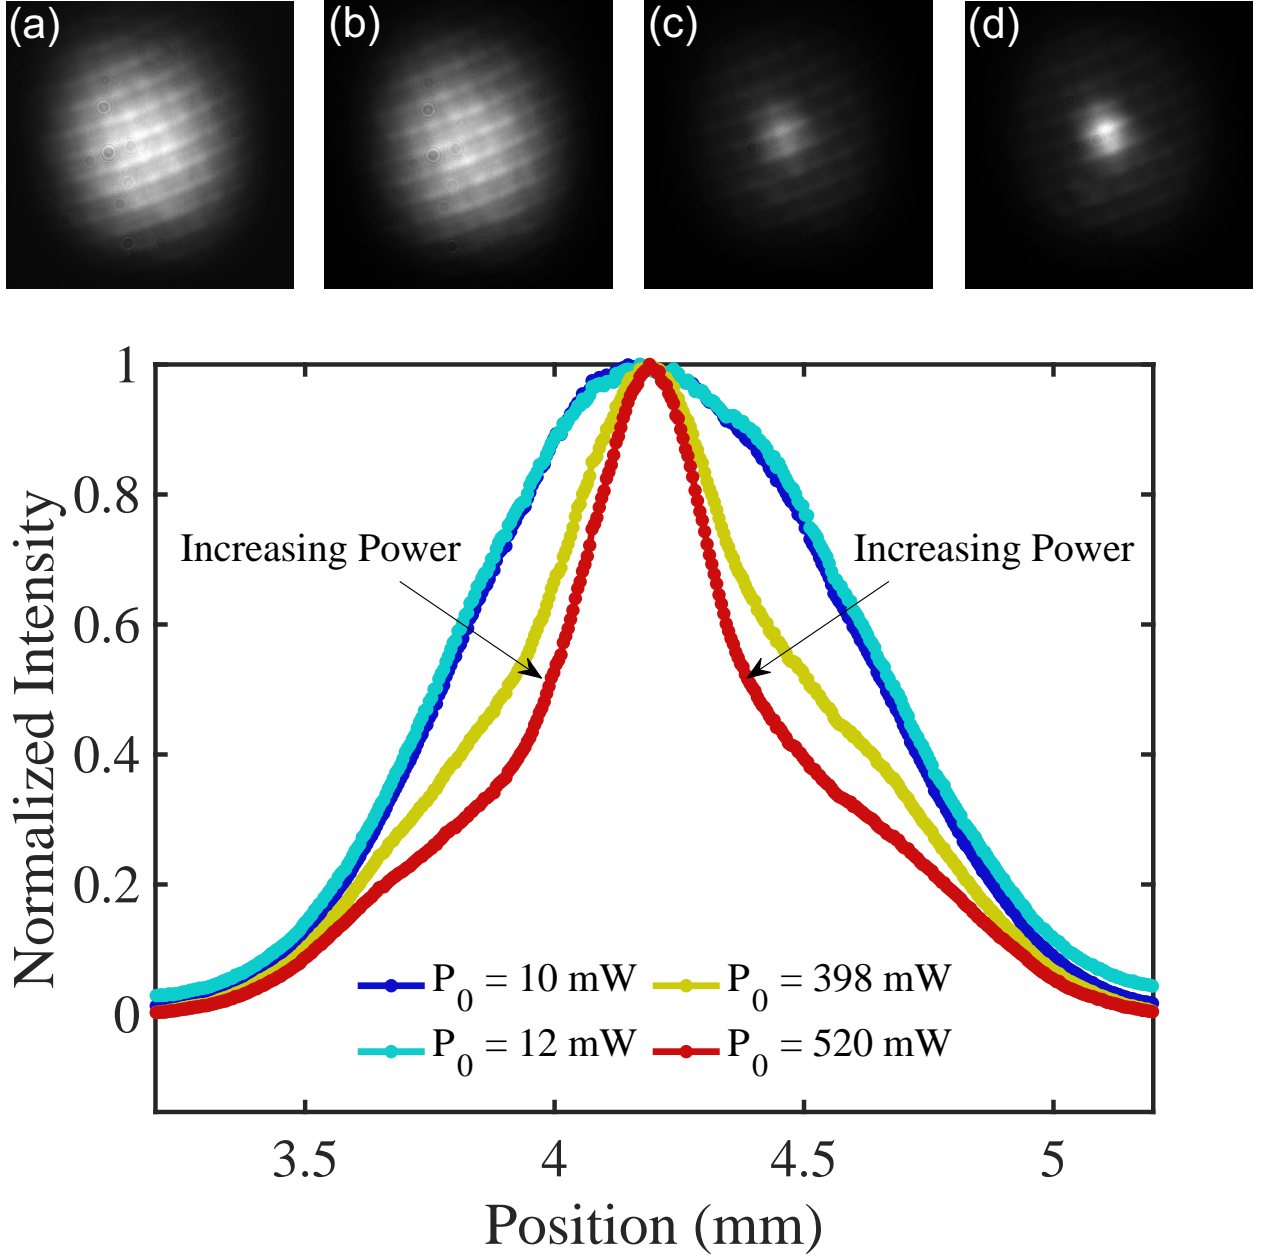 (a) (b) (c) (d)
1
0.8
0.6
0.4
0.2
0
Normalized Intensity
Increasing Power Increasing Power
P0 = 10 mW P0 = 398 mW
P0 = 12 mW P0 = 520 mW
3.5 4 4.5 5
Position (mm)